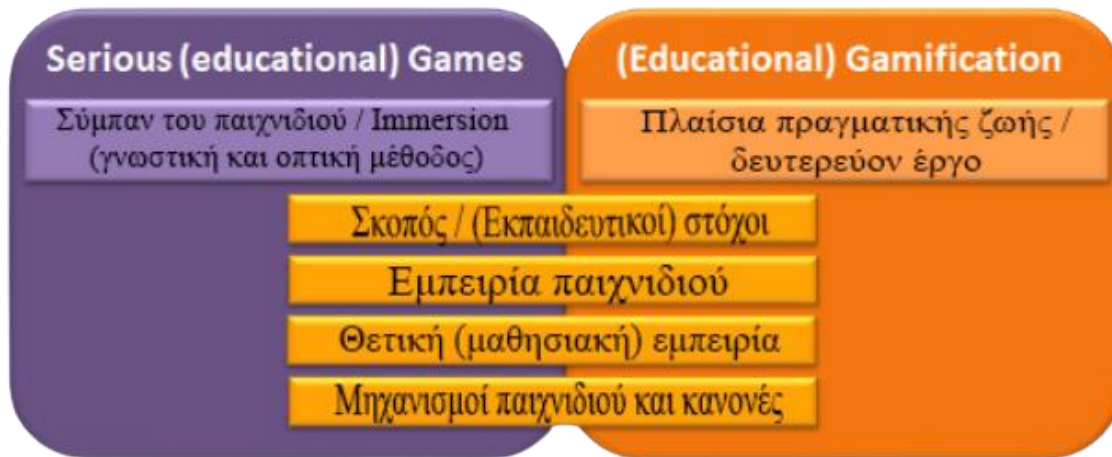 Serious (educational) Games
(Educational) Gamification
Σύμπαν του παιχνιδιού / Immersion
(γνωστική και οπτική μέθοδος)
Πλαίσια πραγματικής ζωής /
δευτερεύον έργο
Σκοπός / (Εκπαιδευτικοί) στόχοι
Εμπειρία παιχνιδιού
Θετική (μαθησιακή) εμπειρία
Μηχανισμοί παιχνιδιού και κανονές